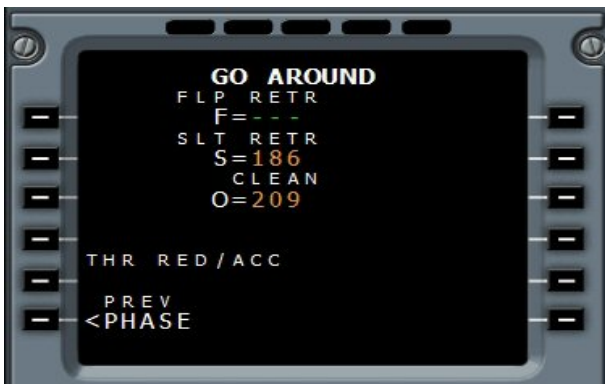 GO AROUND
FLP RETR
F=---
SLT RETR
S=186
CLEAN
O=209
THR RED/ACC
PREV
<PHASE